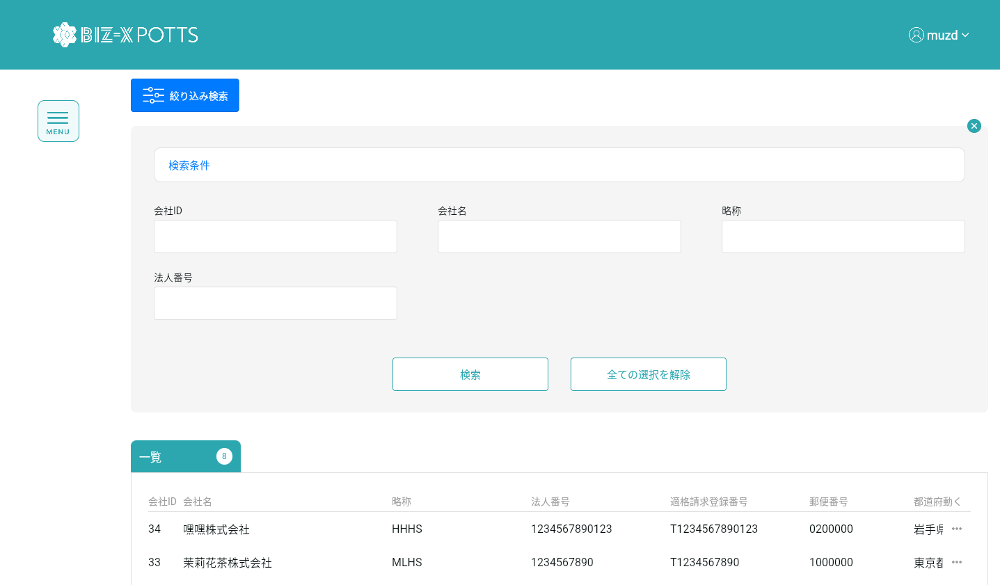 BIZ=X POTTS
muzd
絞り込み検索
MENU
検索条件
会社ID 会社名 略称
法人番号
検索 全ての選択を解除
一覧 8
会社ID 会社名 略称 法人番号 適格請求登録番号 郵便番号 都道府動く
34 嘿嘿株式会社 HHHS 1234567890123 T1234567890123 0200000 岩手県
33 茉莉花茶株式会社 MLHS 1234567890 T1234567890 1000000 東京都